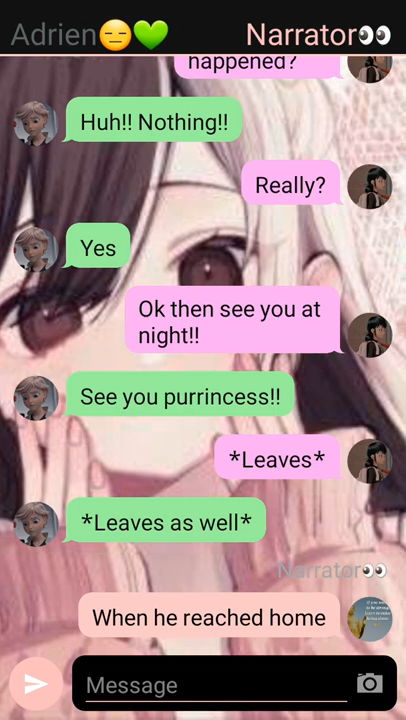 Adrien😑💚 Narrator👀
happened?
Huh!! Nothing!!
Really?
Yes
Ok then see you at
night!!
See you purrincess!!
*Leaves*
*Leaves as well*
Narrator👀
When he reached home
Message